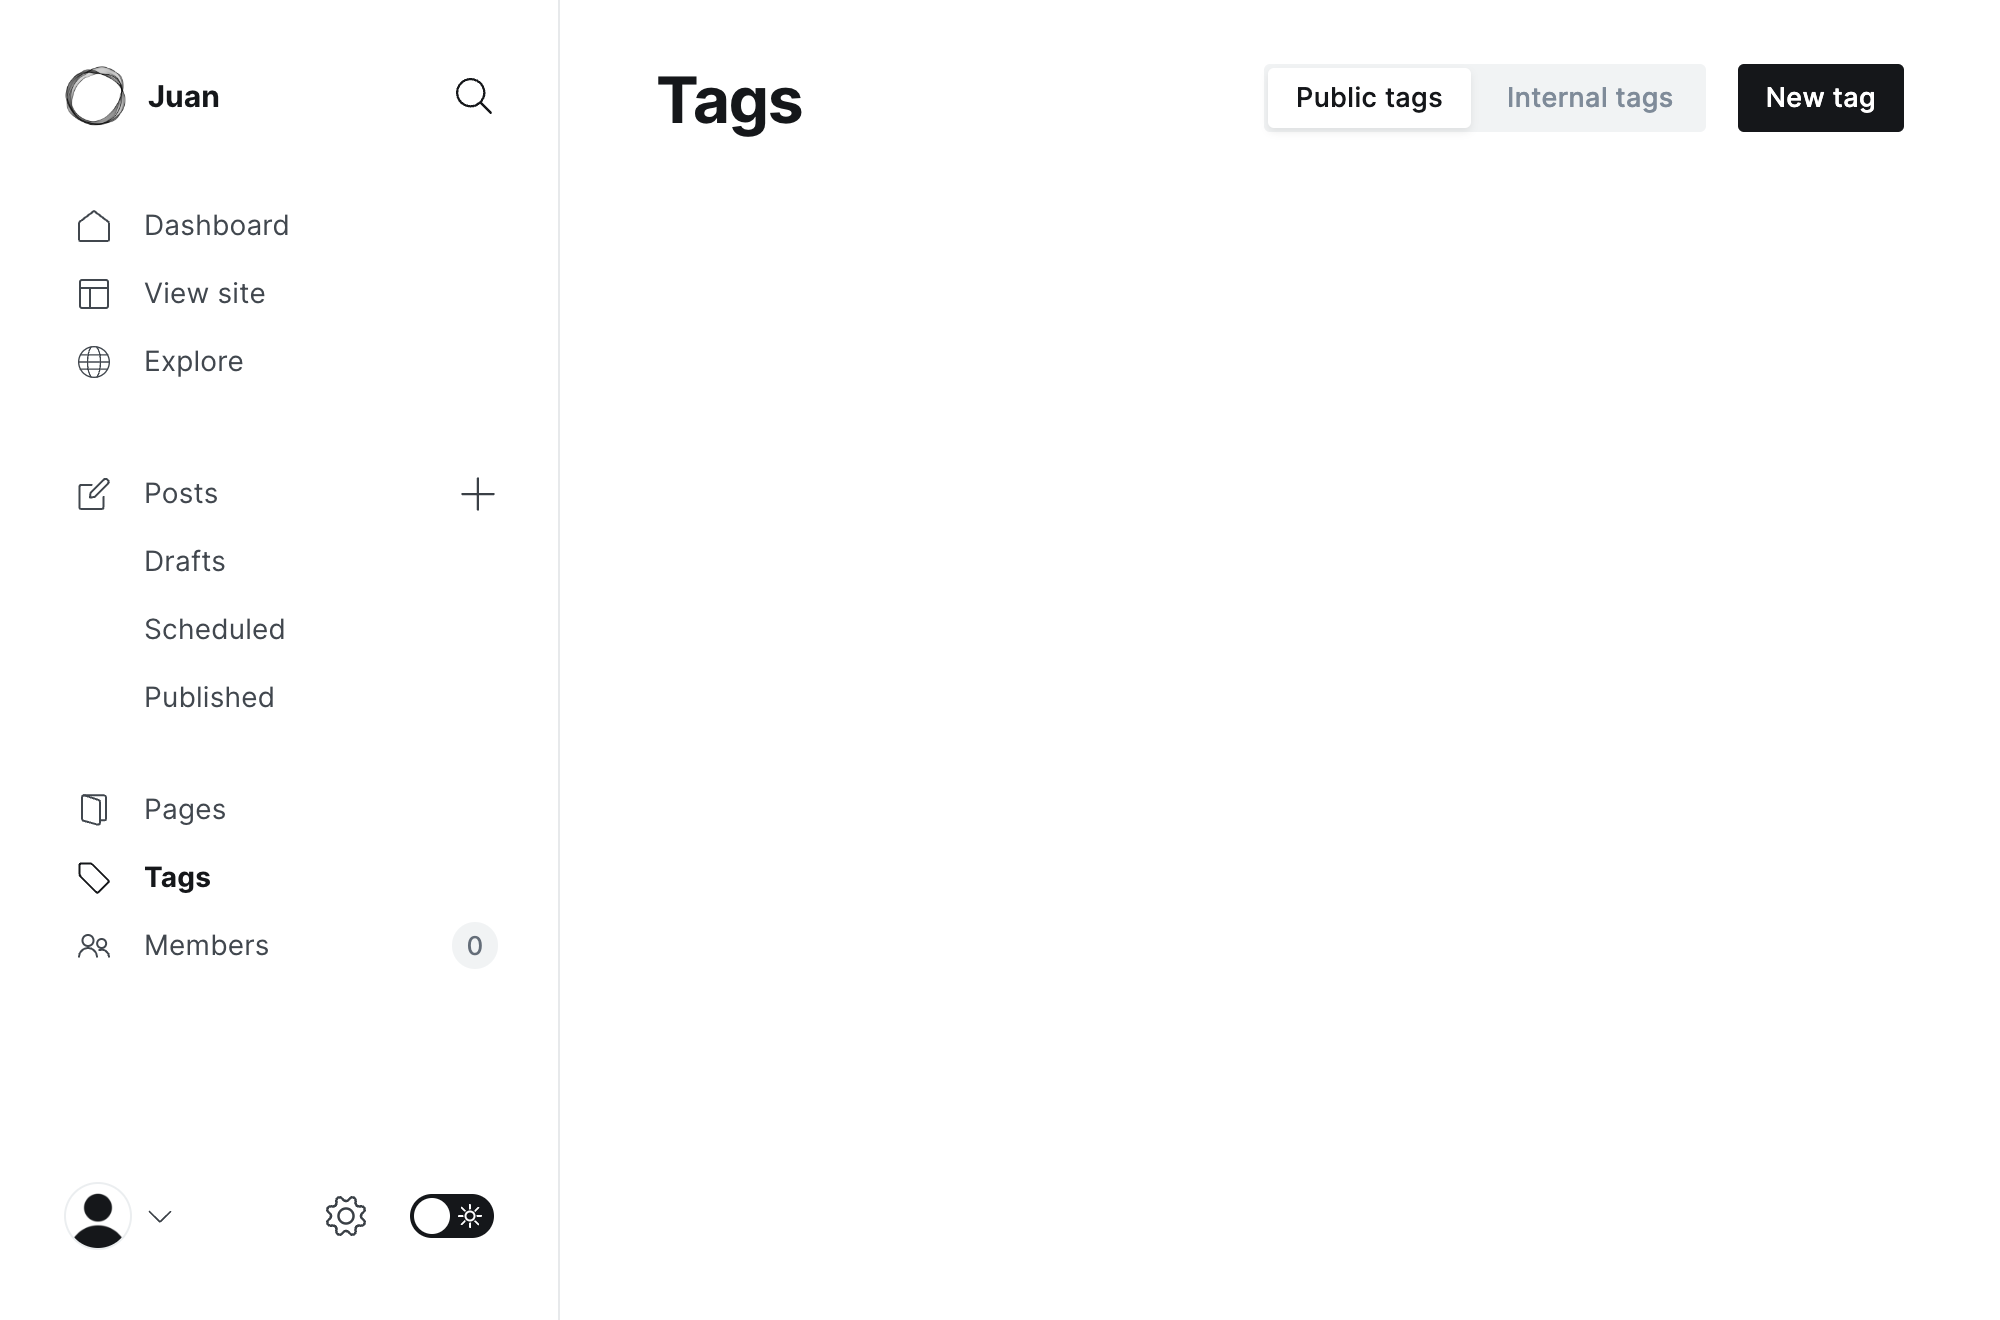 Juan
Dashboard
View site
Explore
Posts
Drafts
Scheduled
Published
Pages
Tags
Members 0
Tags
Public tags Internal tags New tag